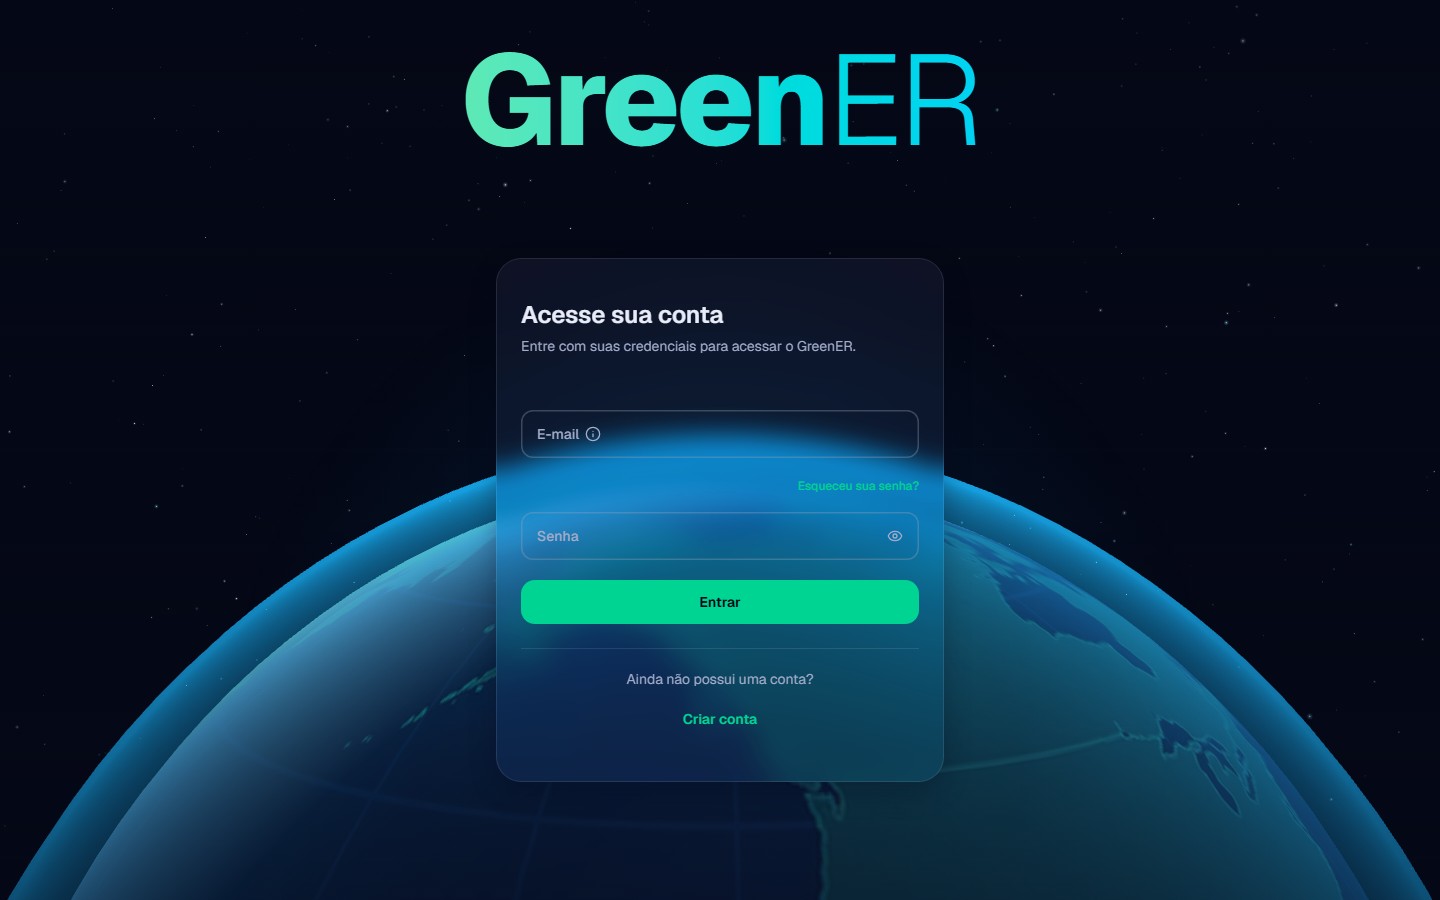 GreenER
Acesse sua conta
Entre com suas credenciais para acessar o GreenER.
E-mail
Esqueceu sua senha?
Senha
Entrar
Ainda não possui uma conta?
Criar conta